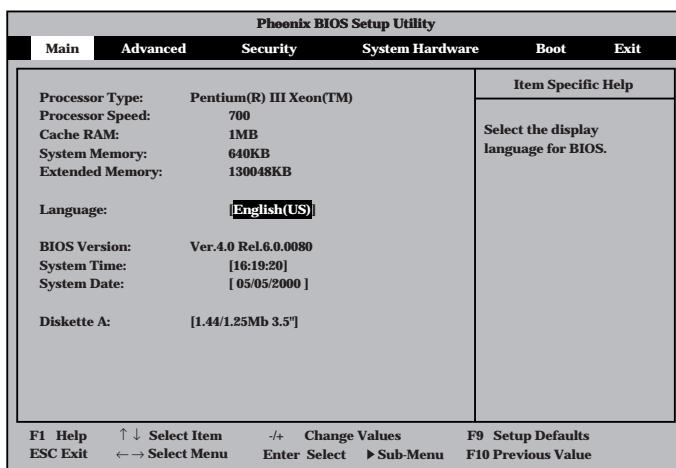 Phoenix BIOS Setup Utility
Main Advanced Security System Hardware Boot Exit
Item Specific Help
Processor Type: Pentium(R) III Xeon(TM)
Processor Speed: 700
Cache RAM: 1MB
System Memory: 640KB
Extended Memory: 130048KB
Select the display
language for BIOS.
Language: [English(US)]
BIOS Version: Ver.4.0 Rel.6.0.0080
System Time: [16:19:20]
System Date: [ 05/05/2000 ]
Diskette A: [1.44/1.25Mb 3.5"]
F1 Help ↑↓ Select Item -/+ Change Values F9 Setup Defaults
ESC Exit ←→ Select Menu Enter Select ▶Sub-Menu F10 Previous Value